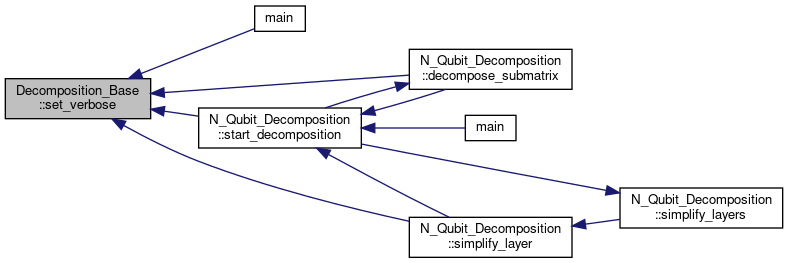 main
Decomposition_Base
::set_verbose
N_Qubit_Decomposition
::decompose_submatrix
N_Qubit_Decomposition
::start_decomposition
main
N_Qubit_Decomposition
::simplify_layer
N_Qubit_Decomposition
::simplify_layers